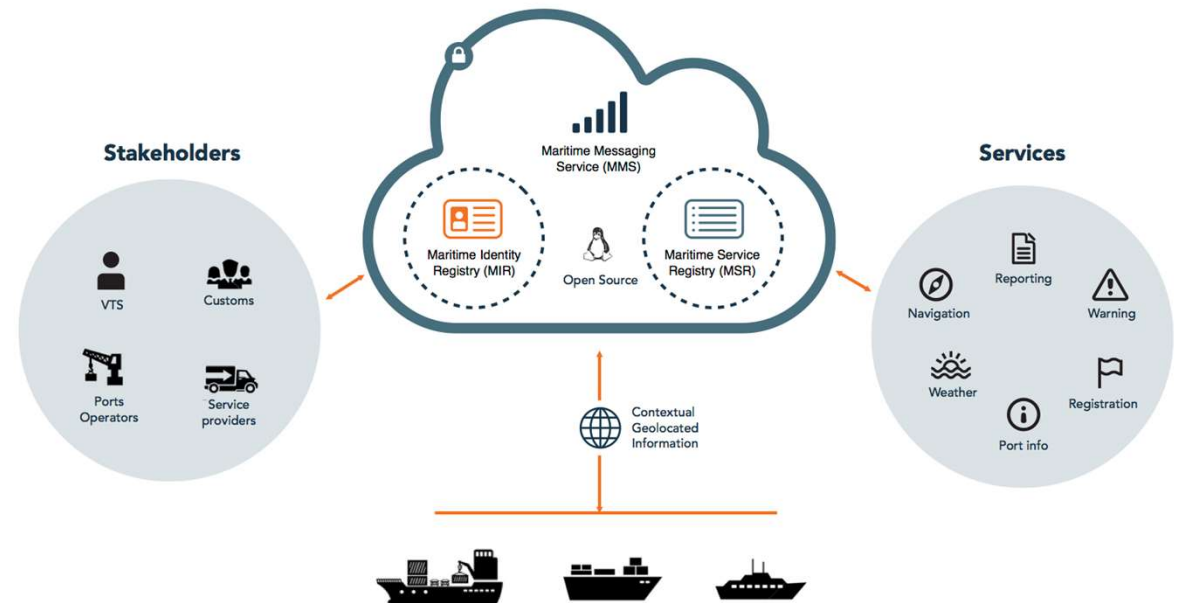 Stakeholders
VTS
Customs
Ports
Operators
Service
providers
Maritime Messaging
Service (MMS)
Maritime Identity
Registry (MIR)
Open Source
Maritime Service
Registry (MSR)
Contextual
Geolocated
Information
Services
Reporting
Navigation
Warning
Weather
Registration
Port info